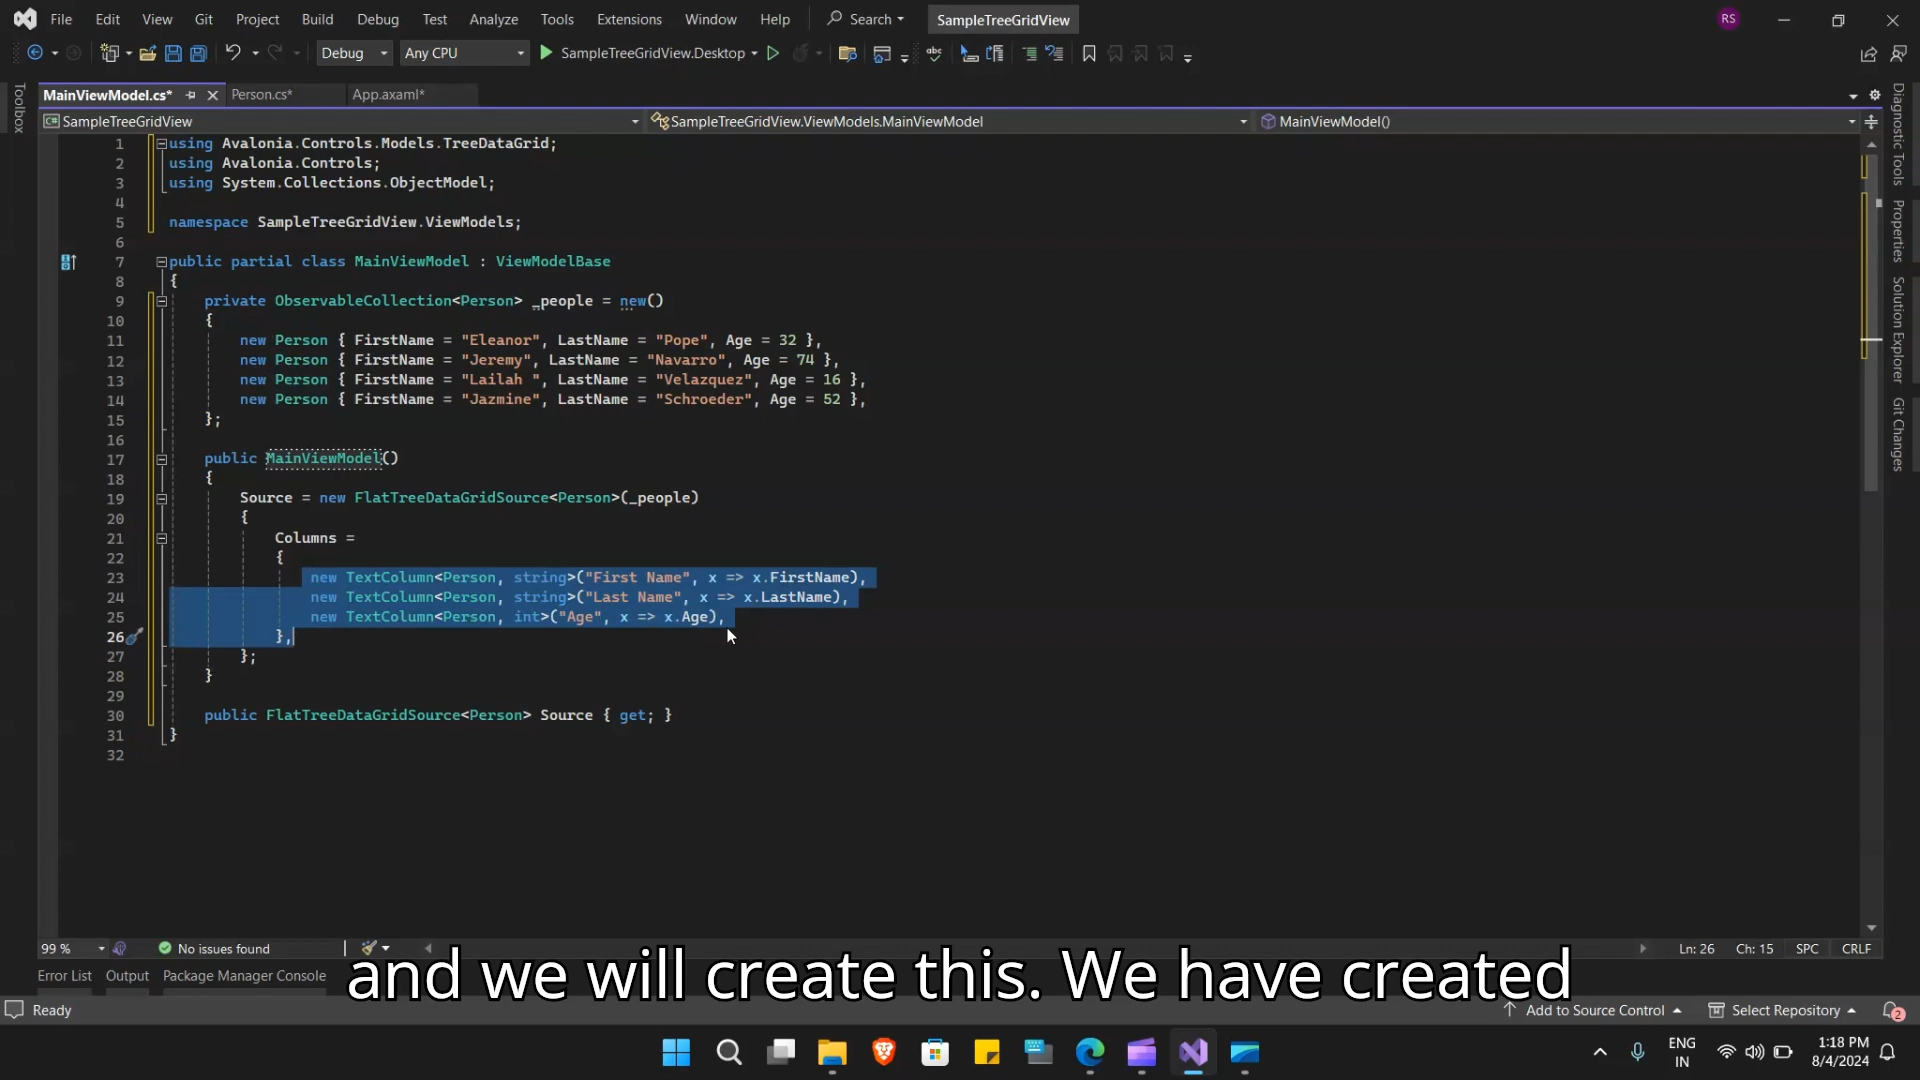 File Edit View Git Project Build Debug Test Analyze Tools Extensions Window Help Search SampleTreeGridView RS
Debug Any CPU SampleTreeGridView.Desktop
MainViewModel.cs* Person.cs* App.axaml*
SampleTreeGridView SampleTreeGridView.ViewModels.MainViewModel MainViewModel()
Toolbox
1 using Avalonia.Controls.Models.TreeDataGrid;
2 using Avalonia.Controls;
3 using System.Collections.ObjectModel;
4
5 namespace SampleTreeGridView.ViewModels;
6
7 public partial class MainViewModel : ViewModelBase
8 {
9 private ObservableCollection<Person> _people = new()
10 {
11 new Person { FirstName = "Eleanor", LastName = "Pope", Age = 32 },
12 new Person { FirstName = "Jeremy", LastName = "Navarro", Age = 74 },
13 new Person { FirstName = "Lailah ", LastName = "Velazquez", Age = 16 },
14 new Person { FirstName = "Jazmine", LastName = "Schroeder", Age = 52 },
15 };
16
17 public MainViewModel()
18 {
19 Source = new FlatTreeDataGridSource<Person>(_people)
20 {
21 Columns =
22 {
23 new TextColumn<Person, string>("First Name", x => x.FirstName),
24 new TextColumn<Person, string>("Last Name", x => x.LastName),
25 new TextColumn<Person, int>("Age", x => x.Age),
26 },
27 };
28 }
29
30 public FlatTreeDataGridSource<Person> Source { get; }
31 }
32
Diagnostic Tools
Properties
Solution Explorer
Git Changes
99 % No issues found Ln: 26 Ch: 15 SPC CRLF
Error List Output Package Manager Console
and we will create this. We have created
Ready Add to Source Control Select Repository 2
ENG
IN
1:18 PM
8/4/2024